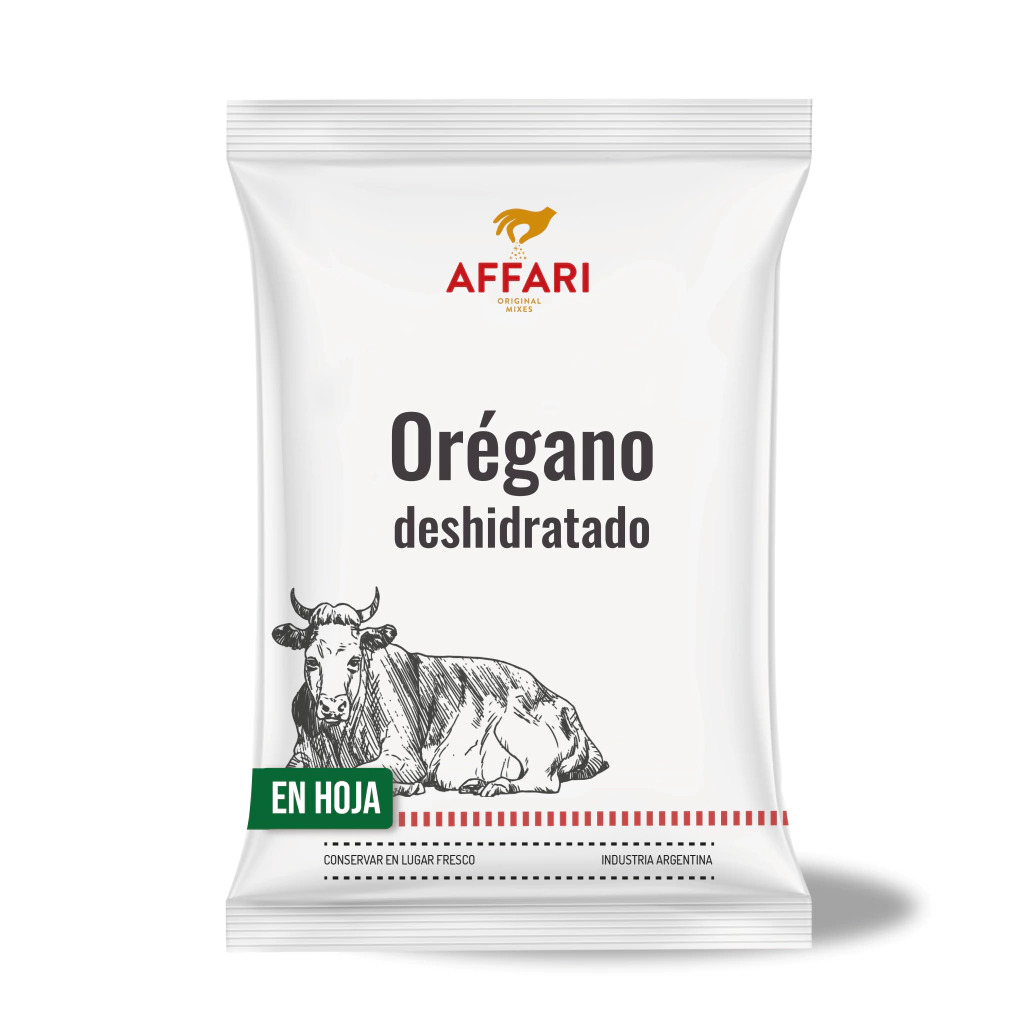 AFFARI
ORIGINAL
MIXES
Orégano
deshidratado
EN HOJA
CONSERVAR EN LUGAR FRESCO
INDUSTRIA ARGENTINA